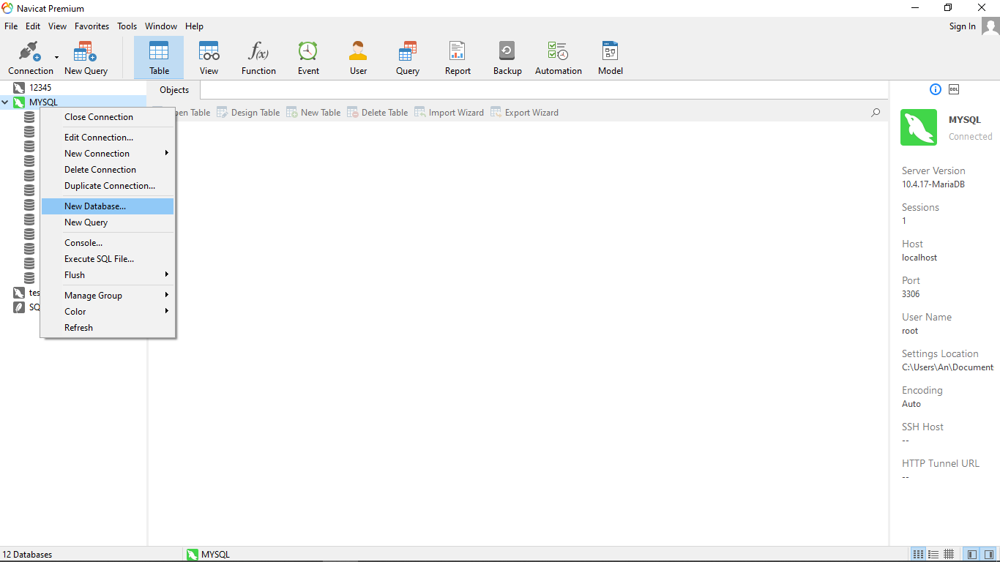 Navicat Premium
File Edit View Favorites Tools Window Help
Sign In
Connection New Query Table View Function Event User Query Report Backup Automation Model
f(x)
12345
MYSQL
Objects
pen Table Design Table New Table Delete Table Import Wizard Export Wizard
Close Connection
Edit Connection...
New Connection
Delete Connection
Duplicate Connection...
New Database...
New Query
Console...
Execute SQL File...
Flush
Manage Group
Color
Refresh
tes
SQ
DDL
MYSQL
Connected
Server Version
10.4.17-MariaDB
Sessions
1
Host
localhost
Port
3306
User Name
root
Settings Location
C:\Users\An\Document
Encoding
Auto
SSH Host
--
HTTP Tunnel URL
--
12 Databases
MYSQL